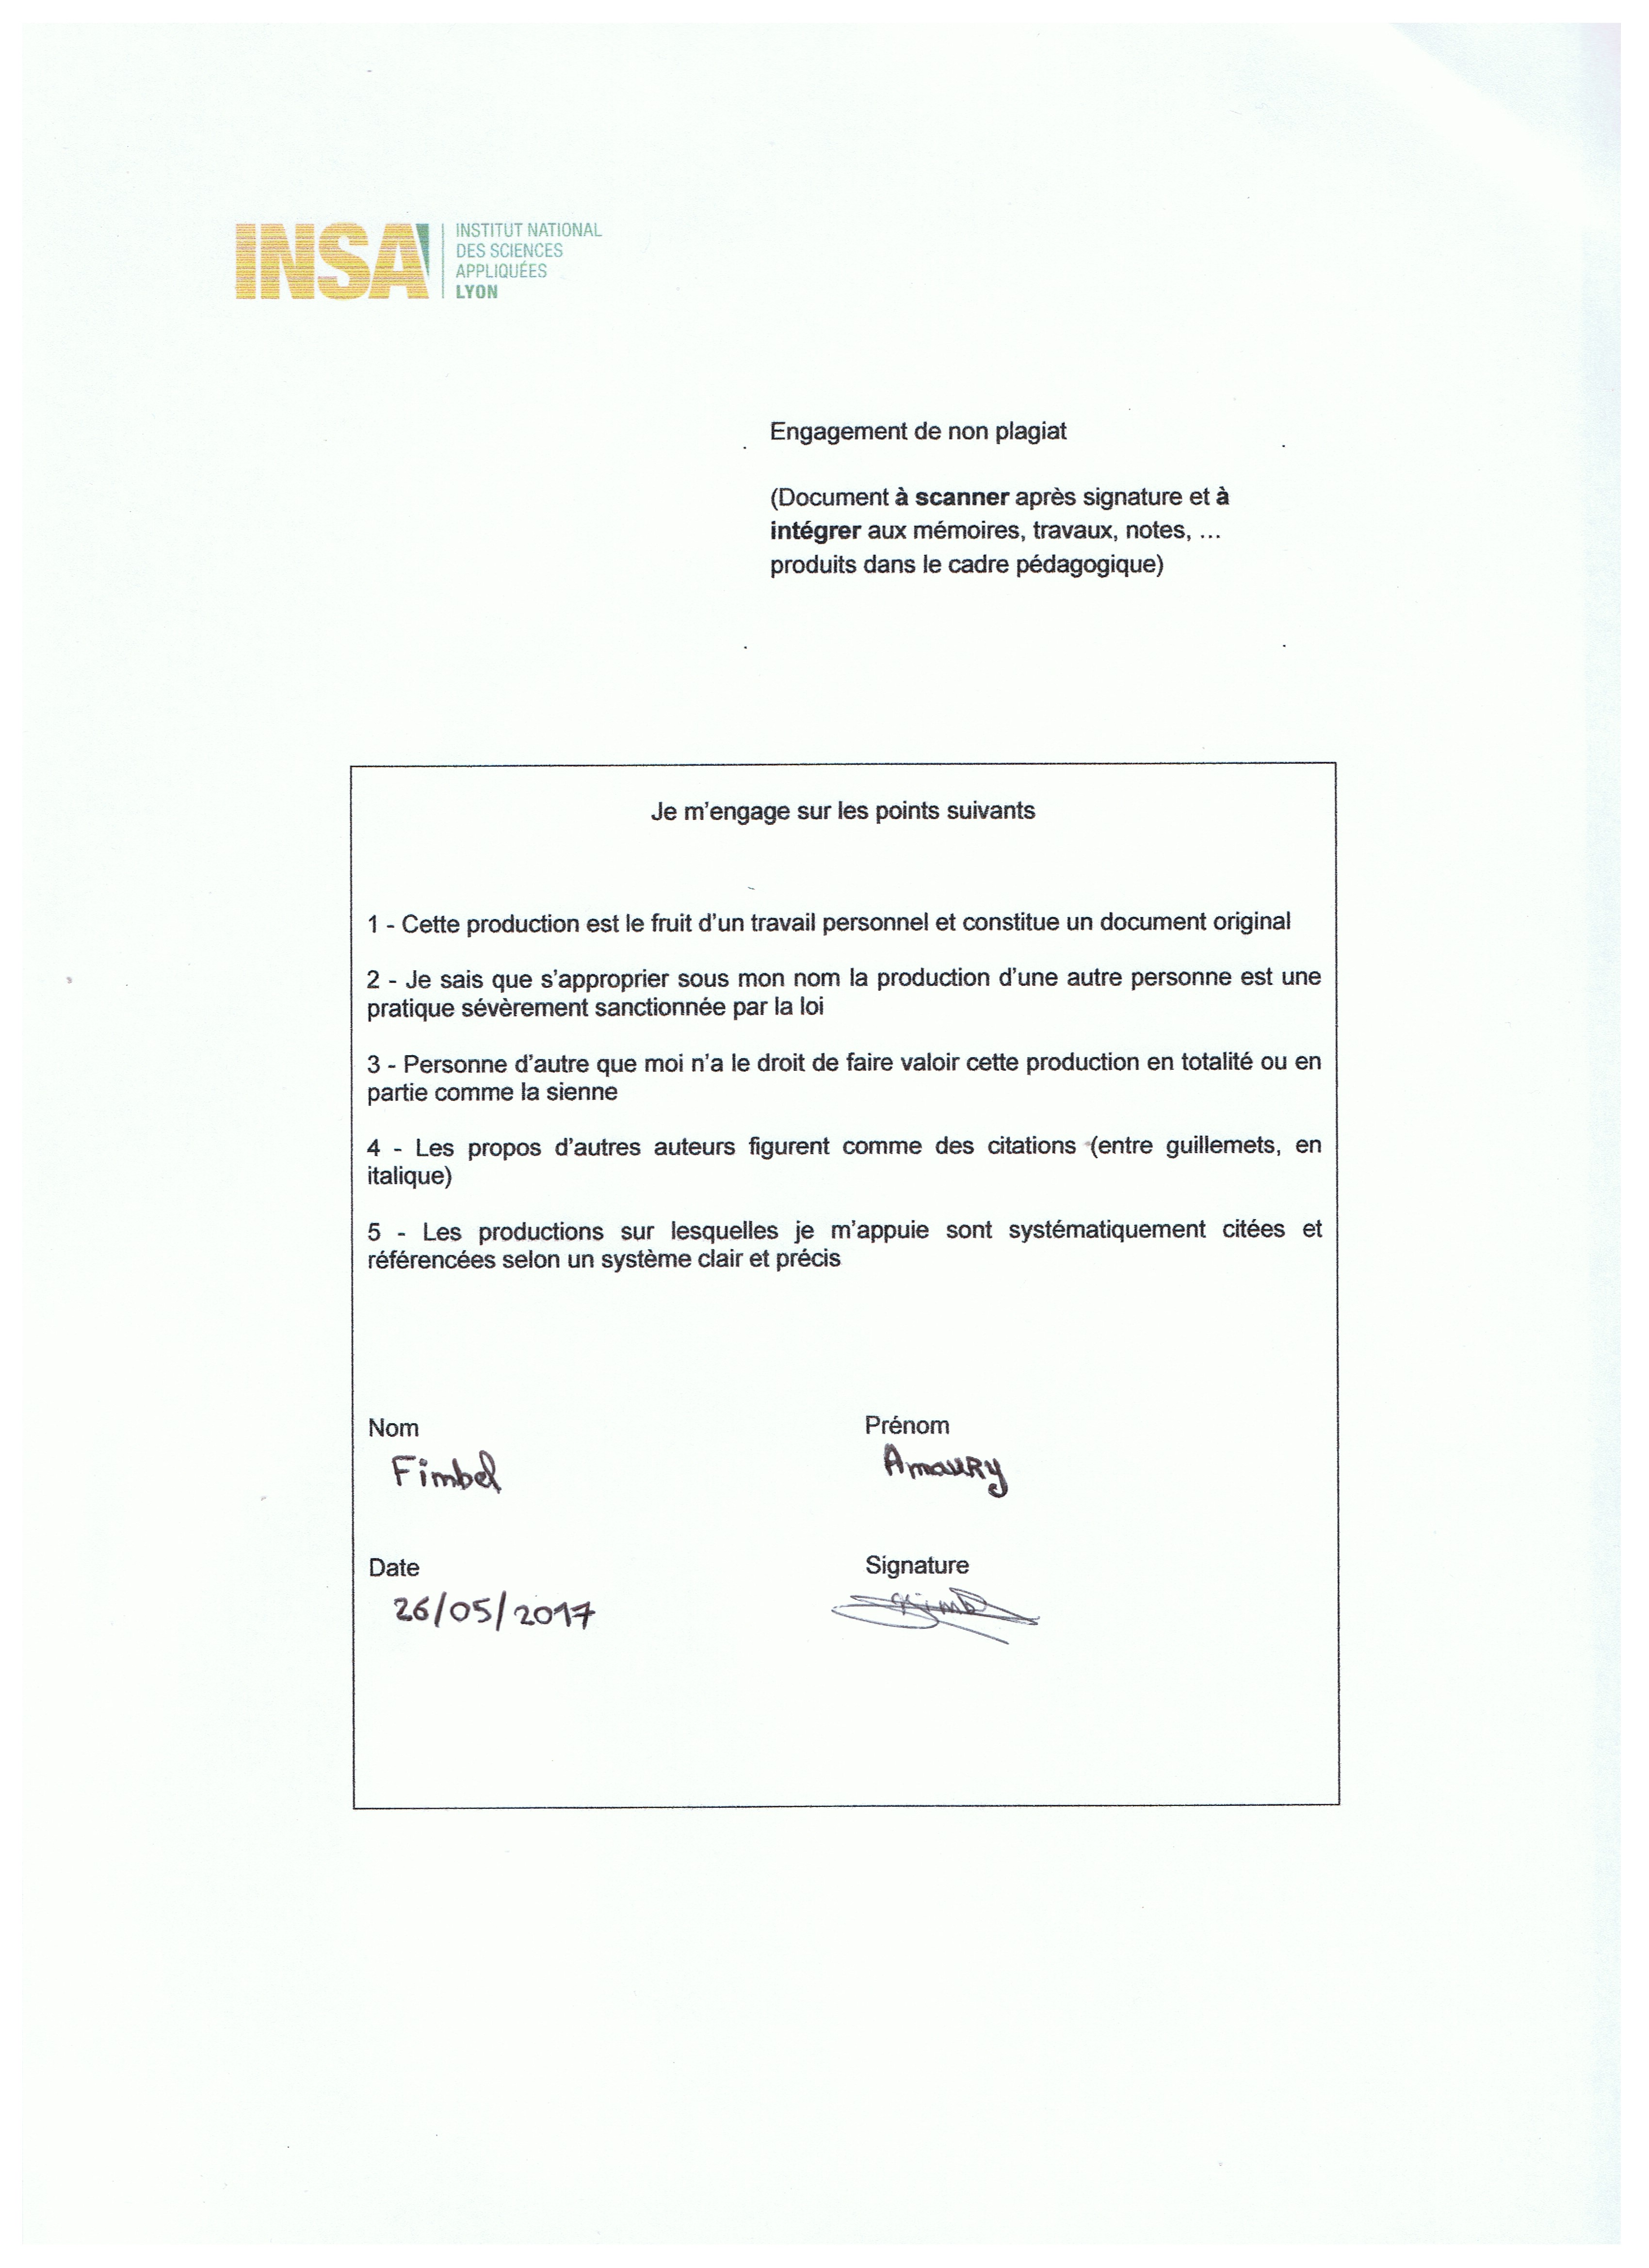 INSA
INSTITUT NATIONAL
DES SCIENCES
APPLIQUÉES
LYON
Engagement de non plagiat
(Document à scanner après signature et à
intégrer aux mémoires, travaux, notes, ...
produits dans le cadre pédagogique)
Je m'engage sur les points suivants
1 - Cette production est le fruit d'un travail personnel et constitue un document original
2 - Je sais que s'approprier sous mon nom la production d'une autre personne est une
pratique sévèrement sanctionnée par la loi
3 - Personne d'autre que moi n'a le droit de faire valoir cette production en totalité ou en
partie comme la sienne
4 - Les propos d'autres auteurs figurent comme des citations (entre guillemets, en
italique)
5 - Les productions sur lesquelles je m'appuie sont systématiquement citées et
référencées selon un système clair et précis
Nom
Prénom
Fimbel
Amaury
Date
Signature
26/05/2017